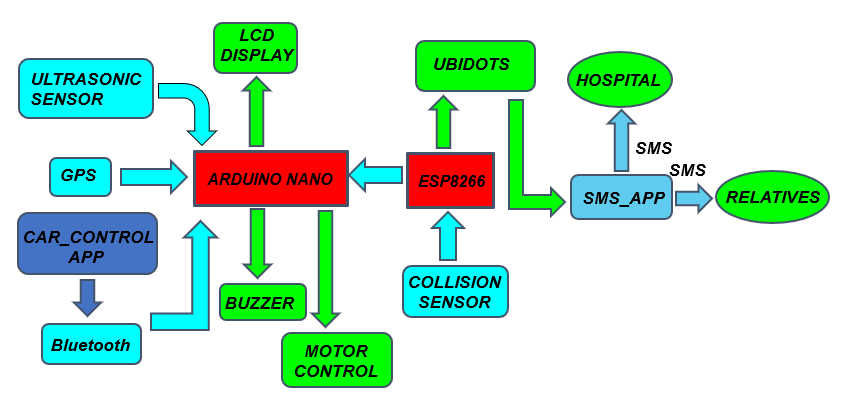 LCD
DISPLAY
UBIDOTS
HOSPITAL
ULTRASONIC
SENSOR
SMS
SMS
GPS
ARDUINO NANO
ESP8266
SMS_APP
RELATIVES
CAR_CONTROL
APP
COLLISION
SENSOR
BUZZER
Bluetooth
MOTOR
CONTROL